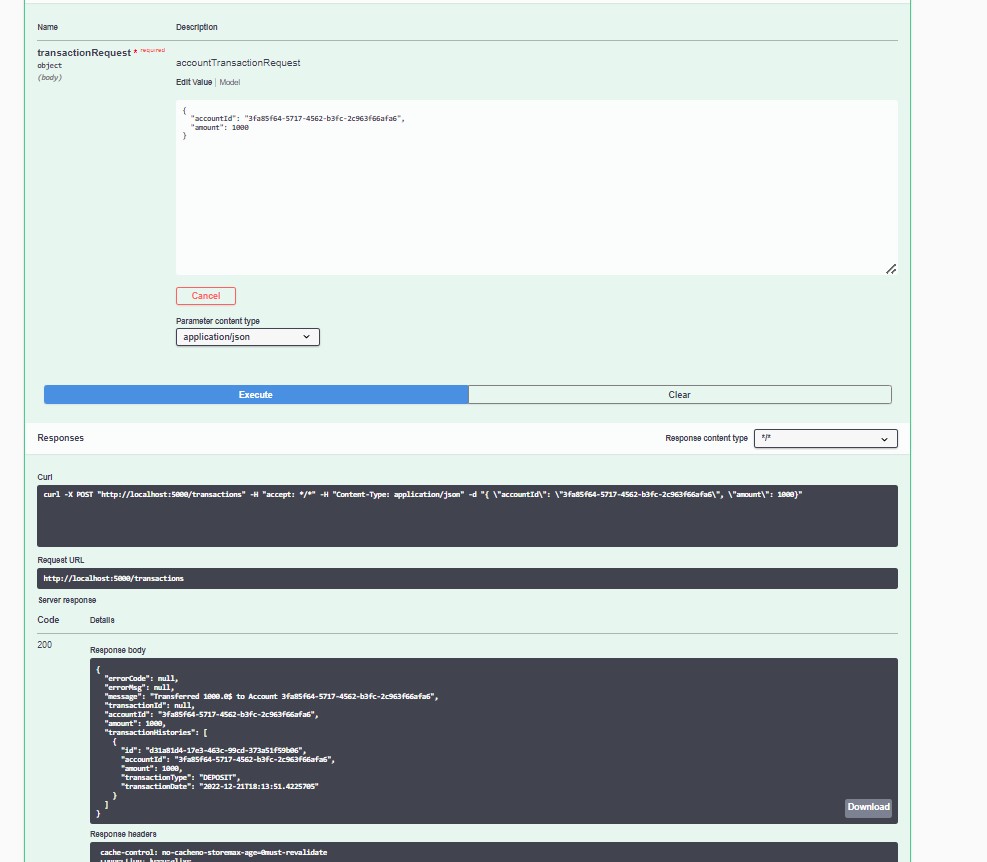 Name Description
transactionRequest * required
object
(body)
accountTransactionRequest
Edit Value | Model
{
"accountId": "3fa85f64-5717-4562-b3fc-2c963f66afa6",
"amount": 1000
}
Cancel
Parameter content type
application/json
Execute Clear
Responses Response content type */*
Curl
curl -X POST "http://localhost:5000/transactions" -H "accept: */*" -H "Content-Type: application/json" -d "{ \"accountId\": \"3fa85f64-5717-4562-b3fc-2c963f66afa6\", \"amount\": 1000}"
Request URL
http://localhost:5000/transactions
Server response
Code Details
200
Response body
{
"errorCode": null,
"errorMsg": null,
"message": "Transferred 1000.0$ to Account 3fa85f64-5717-4562-b3fc-2c963f66afa6",
"transactionId": null,
"accountId": "3fa85f64-5717-4562-b3fc-2c963f66afa6",
"amount": 1000,
"transactionHistories": [
{
"id": "d31a81d4-17e3-463c-99cd-373a51f59b06",
"accountId": "3fa85f64-5717-4562-b3fc-2c963f66afa6",
"amount": 1000,
"transactionType": "DEPOSIT",
"transactionDate": "2022-12-21T18:13:51.4225705"
}
]
}
Download
Response headers
cache-control: no-cacheno-storemax-age=0must-revalidate